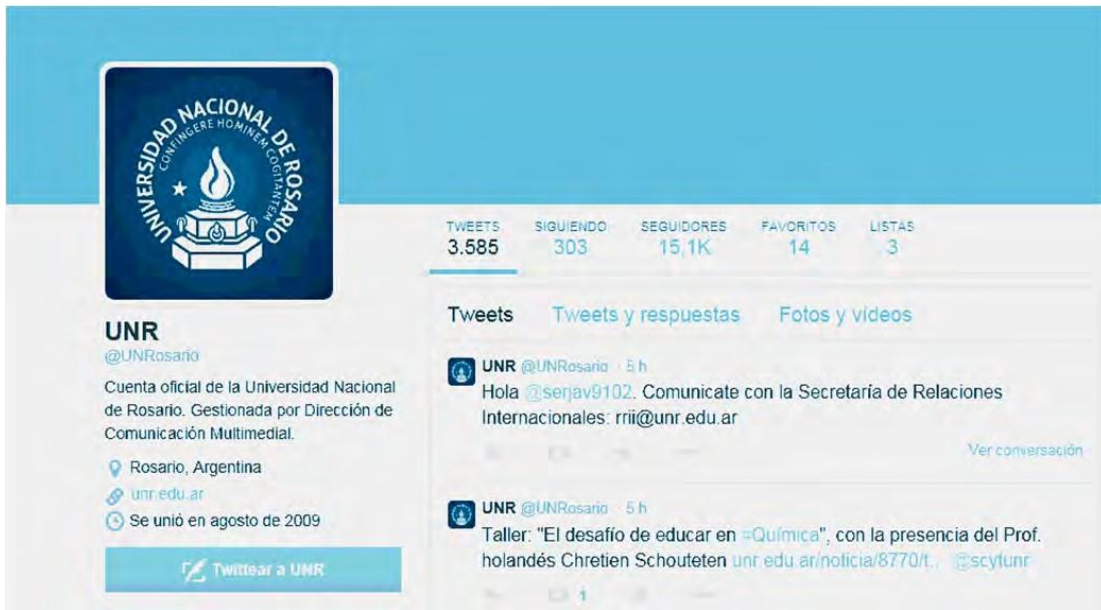 UNIVERSIDAD NACIONAL DE ROSARIO
CONFINGERE HOMINEM COGITANTEM
TWEETS SIGUIENDO SEGUIDORES FAVORITOS LISTAS
3.585 303 15,1K 14 3
UNR
@UNRosario
Cuenta oficial de la Universidad Nacional
de Rosario. Gestionada por Dirección de
Comunicación Multimedial.
Rosario, Argentina
unr.edu.ar
Se unió en agosto de 2009
Twittear a UNR
Tweets Tweets y respuestas Fotos y vídeos
UNR @UNRosario · 5 h
Hola @serjav9102. Comunicate con la Secretaría de Relaciones
Internacionales: rrii@unr.edu.ar
Ver conversación
UNR @UNRosario · 5 h
Taller: "El desafío de educar en #Química", con la presencia del Prof.
holandés Chretien Schouteten unr.edu.ar/noticia/8770/t... @scytunr
1